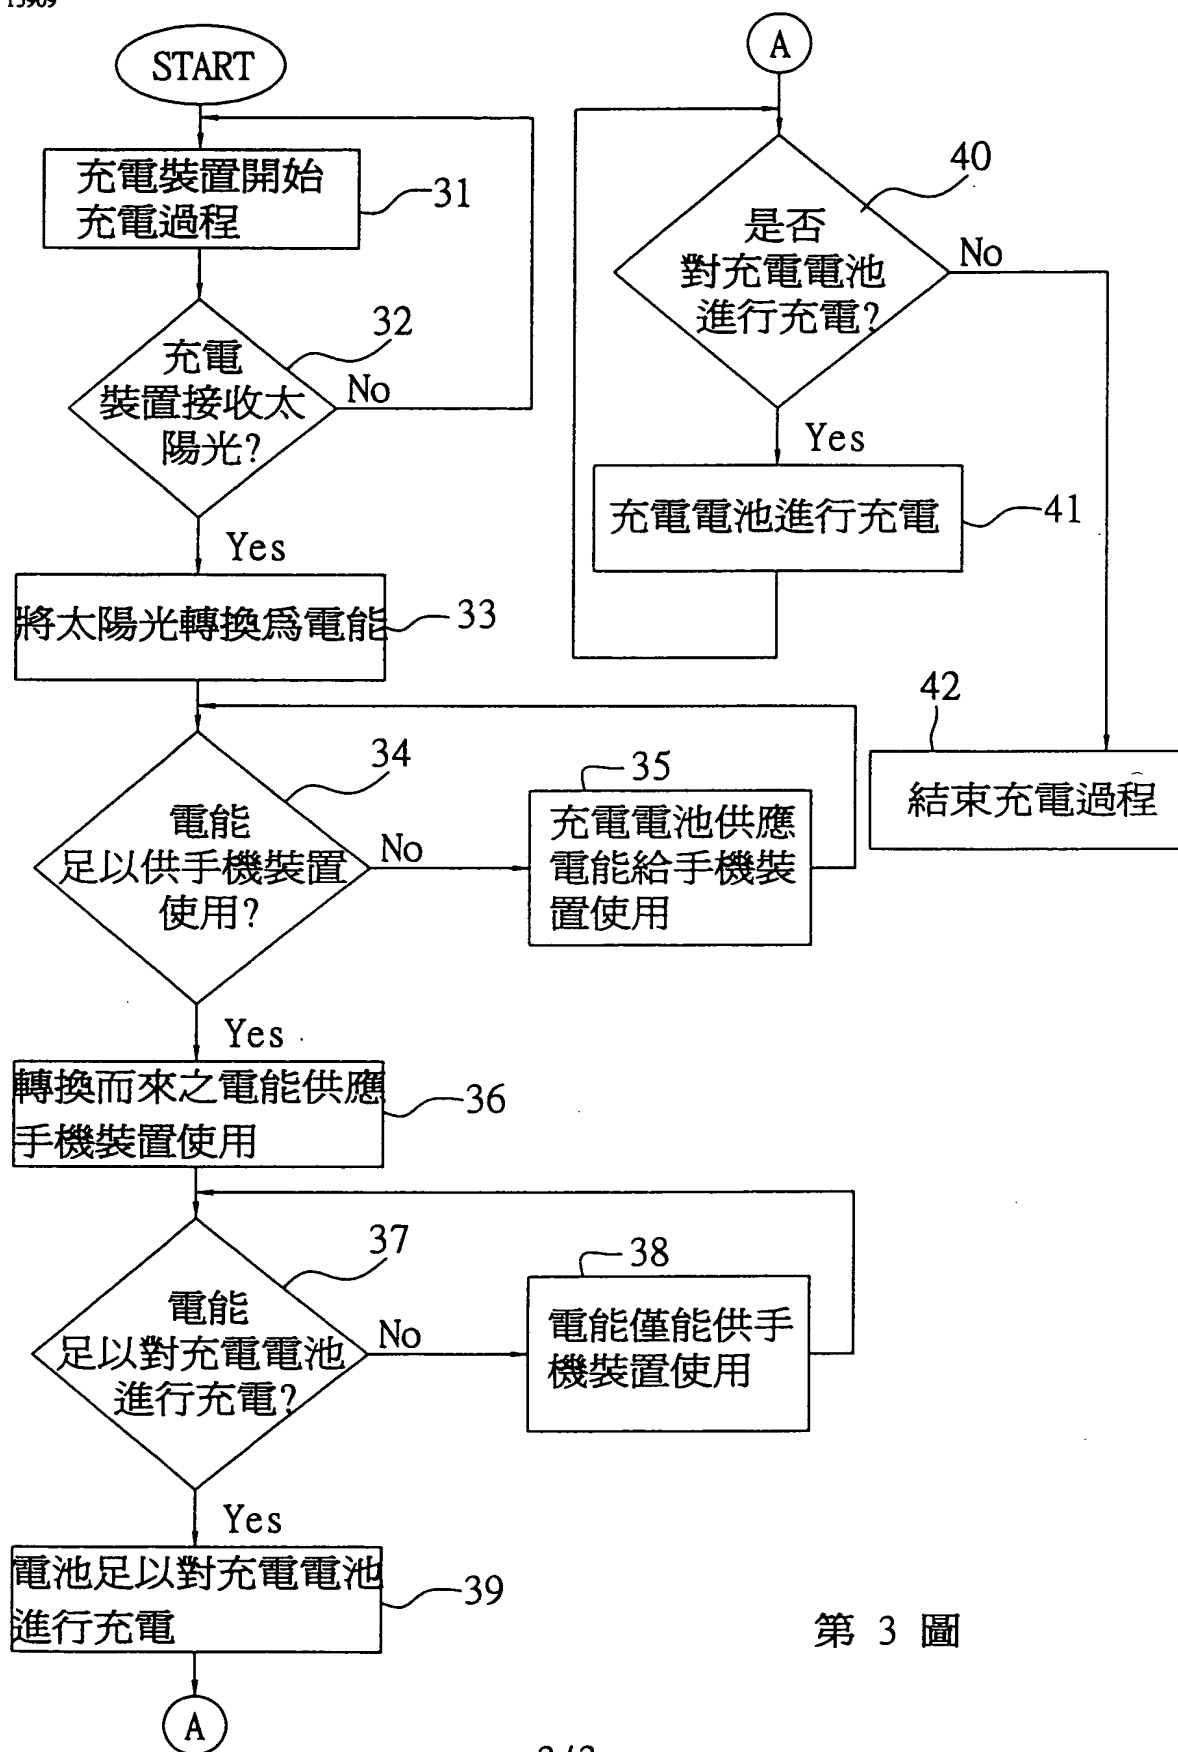 START
充電裝置開始
充電過程
31
32
充電
裝置接收太
陽光?
No
Yes
將太陽光轉換爲電能
33
34
電能
足以供手機裝置
使用?
No
35
充電電池供應
電能給手機裝
置使用
Yes
轉換而來之電能供應
手機裝置使用
36
37
電能
足以對充電電池
進行充電?
No
38
電能僅能供手
機裝置使用
Yes
電池足以對充電電池
進行充電
39
A
A
40
是否
對充電電池
進行充電?
No
Yes
充電電池進行充電
41
42
結束充電過程
第 3 圖